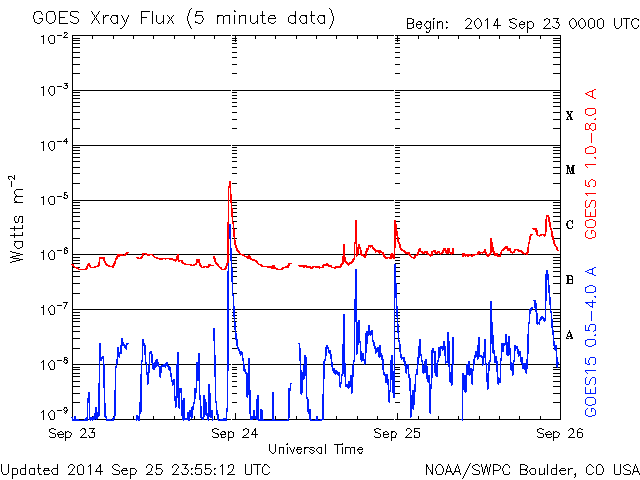 GOES Xray Flux (5 minute data)
Begin: 2014 Sep 23 0000 UTC
10⁻²
10⁻³
10⁻⁴
10⁻⁵
10⁻⁶
10⁻⁷
10⁻⁸
10⁻⁹
Watts m⁻²
X
M
C
B
A
GOES15 1.0-8.0 A
GOES15 0.5-4.0 A
Sep 23
Sep 24
Sep 25
Sep 26
Universal Time
Updated 2014 Sep 25 23:55:12 UTC
NOAA/SWPC Boulder, CO USA